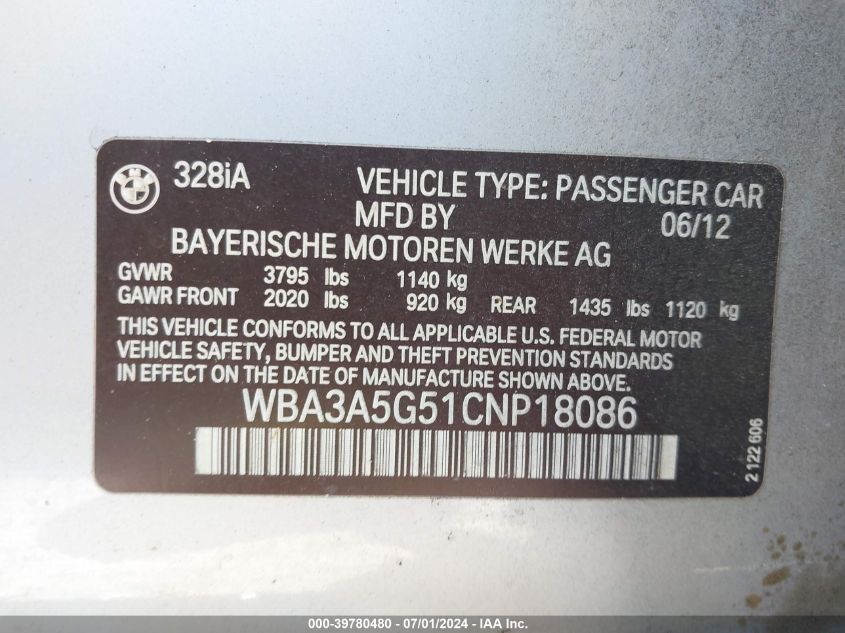 BMW
328iA VEHICLE TYPE: PASSENGER CAR
MFD BY 06/12
BAYERISCHE MOTOREN WERKE AG
GVWR 3795 lbs 1140 kg
GAWR FRONT 2020 lbs 920 kg REAR 1435 lbs 1120 kg
THIS VEHICLE CONFORMS TO ALL APPLICABLE U.S. FEDERAL MOTOR
VEHICLE SAFETY, BUMPER AND THEFT PREVENTION STANDARDS
IN EFFECT ON THE DATE OF MANUFACTURE SHOWN ABOVE.
WBA3A5G51CNP18086
2 122 606
000-39780480 - 07/01/2024 - IAA Inc.